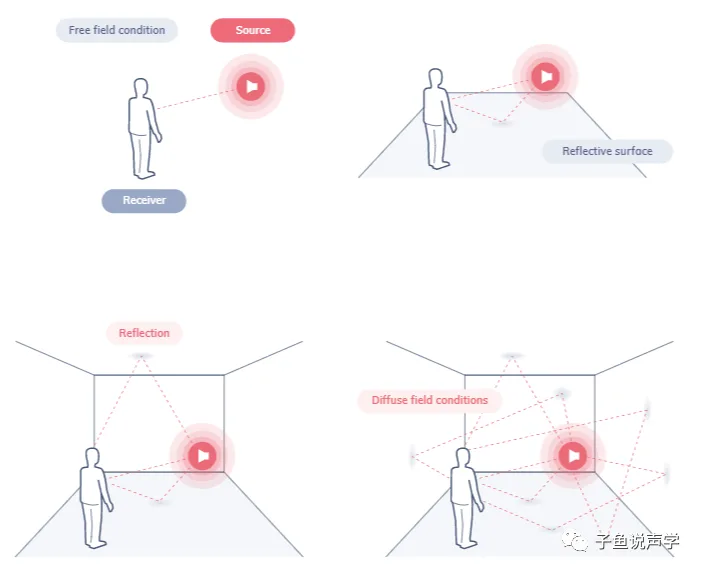 Free field condition
Source
Receiver
Reflective surface
Reflection
Diffuse field conditions
子鱼说声学